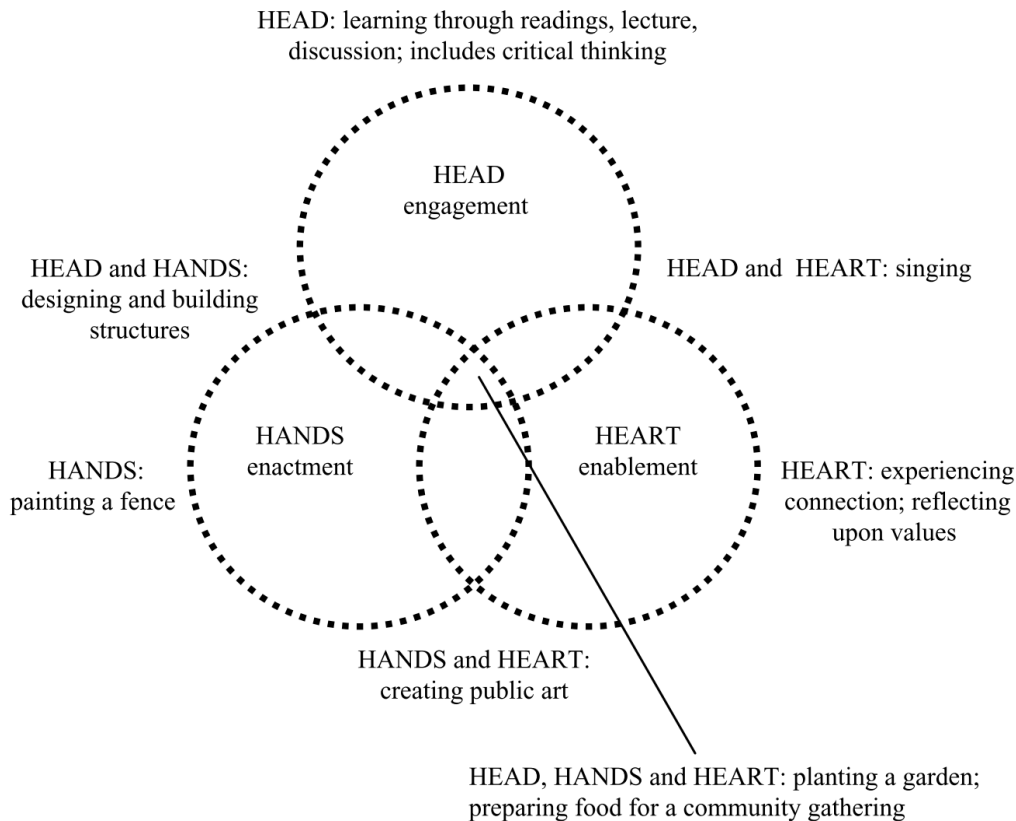 HEAD: learning through readings, lecture,
discussion; includes critical thinking
HEAD
engagement
HEAD and HANDS:
designing and building
structures
HEAD and HEART: singing
HANDS
enactment
HEART
enablement
HANDS:
painting a fence
HEART: experiencing
connection; reflecting
upon values
HANDS and HEART:
creating public art
HEAD, HANDS and HEART: planting a garden;
preparing food for a community gathering